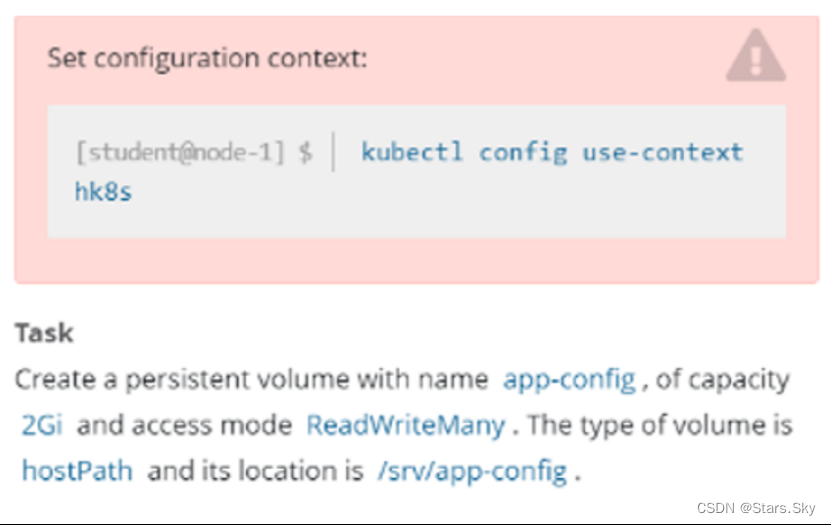 Set configuration context:
[student@node-1] $ | kubectl config use-context
hk8s
Task
Create a persistent volume with name app-config , of capacity
2Gi and access mode ReadWriteMany . The type of volume is
hostPath and its location is /srv/app-config .
CSDN @Stars.Sky